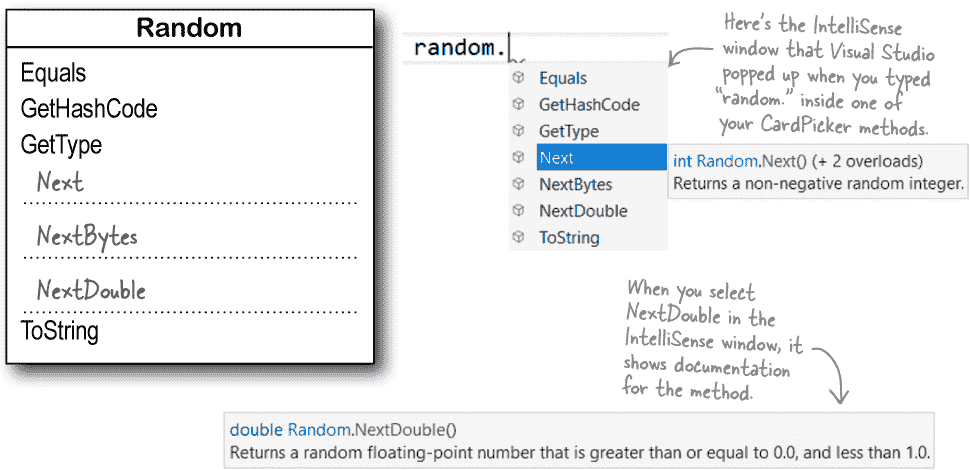 Random
Equals
GetHashCode
GetType
Next
NextBytes
NextDouble
ToString
random.
Equals
GetHashCode
GetType
Next
NextBytes
NextDouble
ToString
int Random.Next() (+ 2 overloads)
Returns a non-negative random integer.
Here's the IntelliSense
window that Visual Studio
popped up when you typed
"random." inside one of
your CardPicker methods.
When you select
NextDouble in the
IntelliSense window, it
shows documentation
for the method.
double Random.NextDouble()
Returns a random floating-point number that is greater than or equal to 0.0, and less than 1.0.